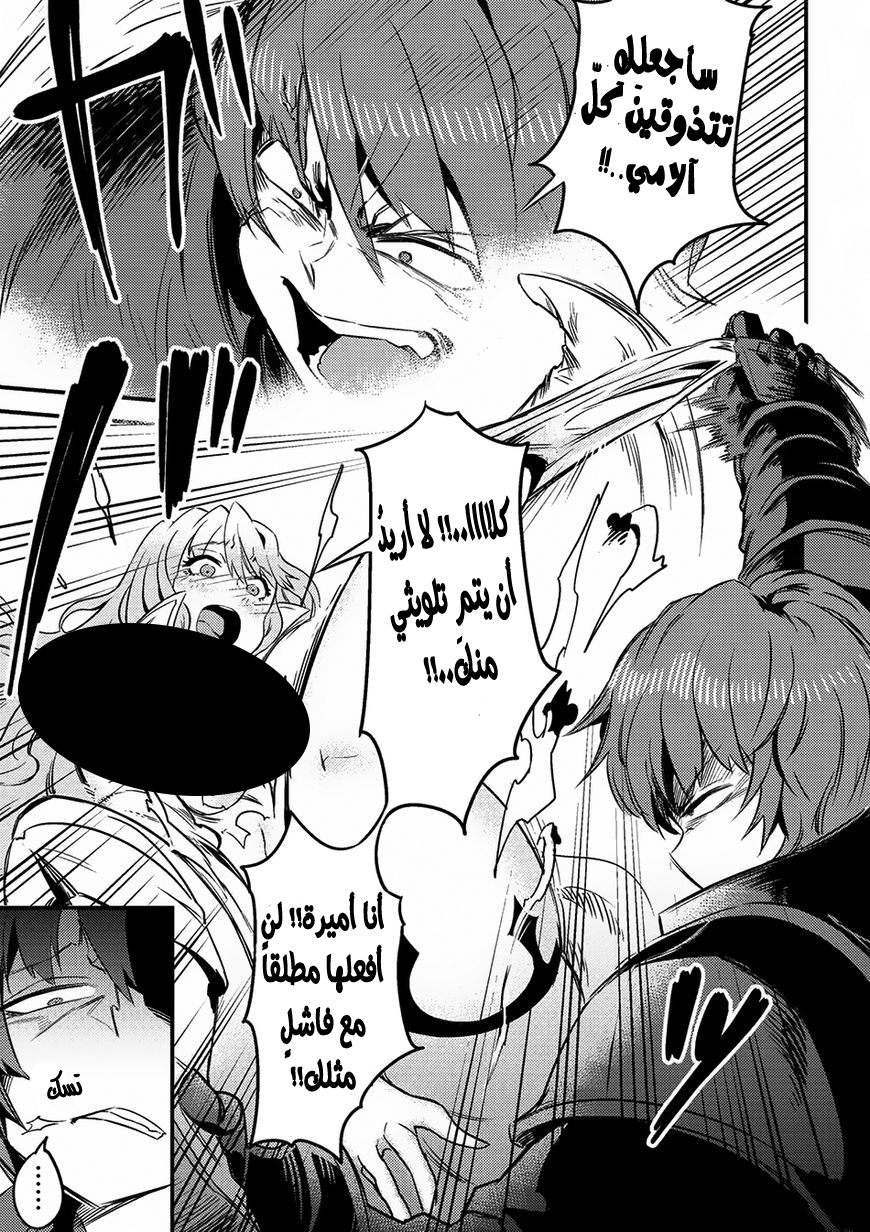 سأجعلكِ
تتذوقين كلّ
آلامي..!!
كلاااا..!! لا أريدُ
أن يتمِ تلويثي
منكَ..!!
أنا أميرة!! لن
أفعلها مطلقاً
مع فاشلٍ
مثلك!!
تسك
......